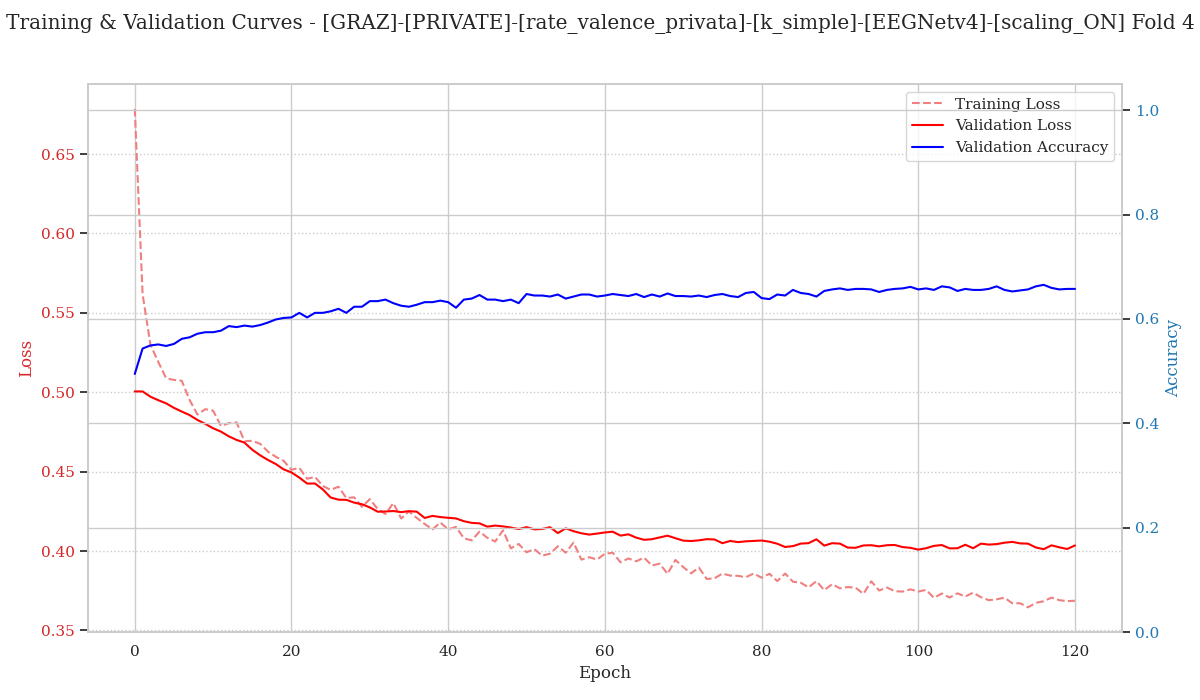 Training & Validation Curves - [GRAZ]-[PRIVATE]-[rate_valence_privata]-[k_simple]-[EEGNetv4]-[scaling_ON] Fold 4
Training Loss
Validation Loss
Validation Accuracy
Loss
0.65
0.60
0.55
0.50
0.45
0.40
0.35
Accuracy
1.0
0.8
0.6
0.4
0.2
0.0
0 20 40 60 80 100 120
Epoch